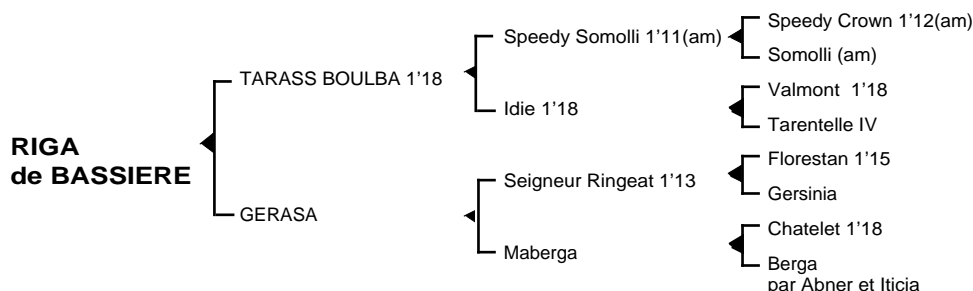 RIGA
de BASSIERE
TARASS BOULBA 1’18
GERASA
Speedy Somolli 1’11(am)
Idie 1’18
Seigneur Ringeat 1’13
Maberga
Speedy Crown 1’12(am)
Somolli (am)
Valmont 1’18
Tarentelle IV
Florestan 1’15
Gersinia
Chatelet 1’18
Berga
par Abner et Iticia